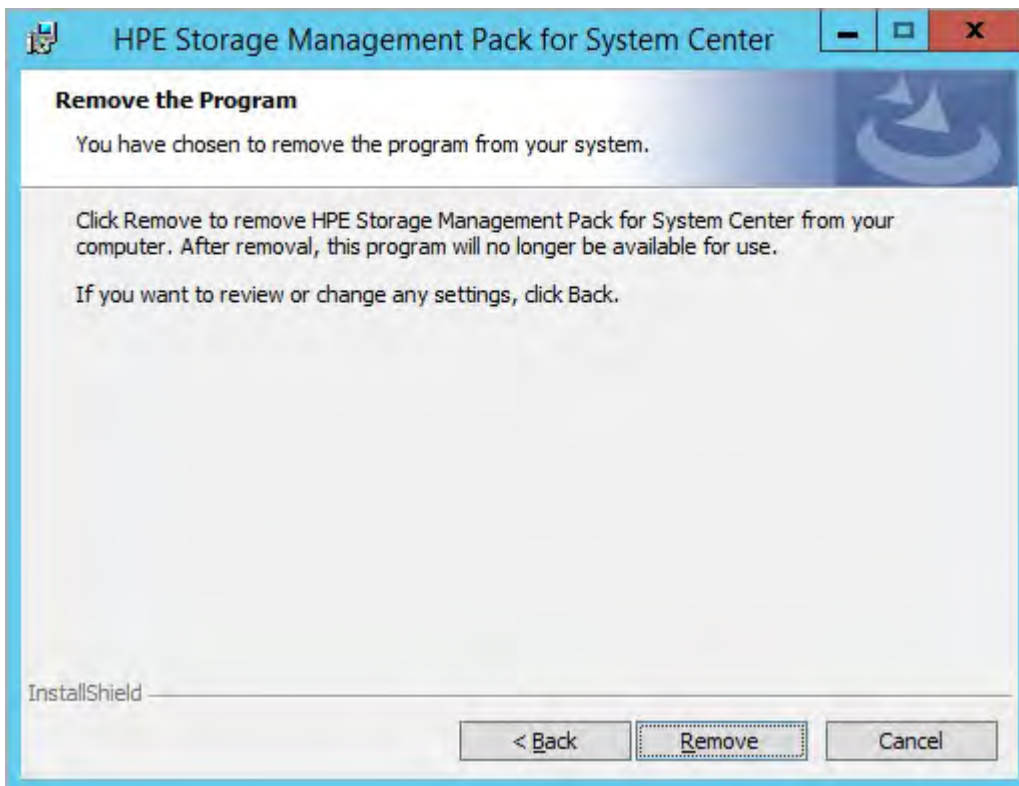 HPE Storage Management Pack for System Center
Remove the Program
You have chosen to remove the program from your system.
Click Remove to remove HPE Storage Management Pack for System Center from your
computer. After removal, this program will no longer be available for use.
If you want to review or change any settings, click Back.
InstallShield
< Back Remove Cancel